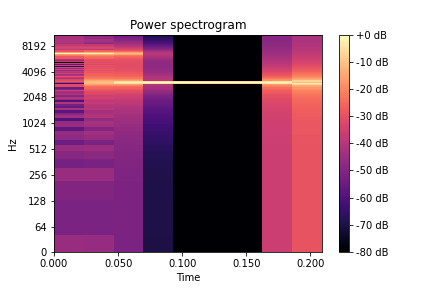 Power spectrogram
8192
4096
2048
1024
512
256
128
64
0
Hz
0.000 0.050 0.100 0.150 0.200
Time
+0 dB
-10 dB
-20 dB
-30 dB
-40 dB
-50 dB
-60 dB
-70 dB
-80 dB